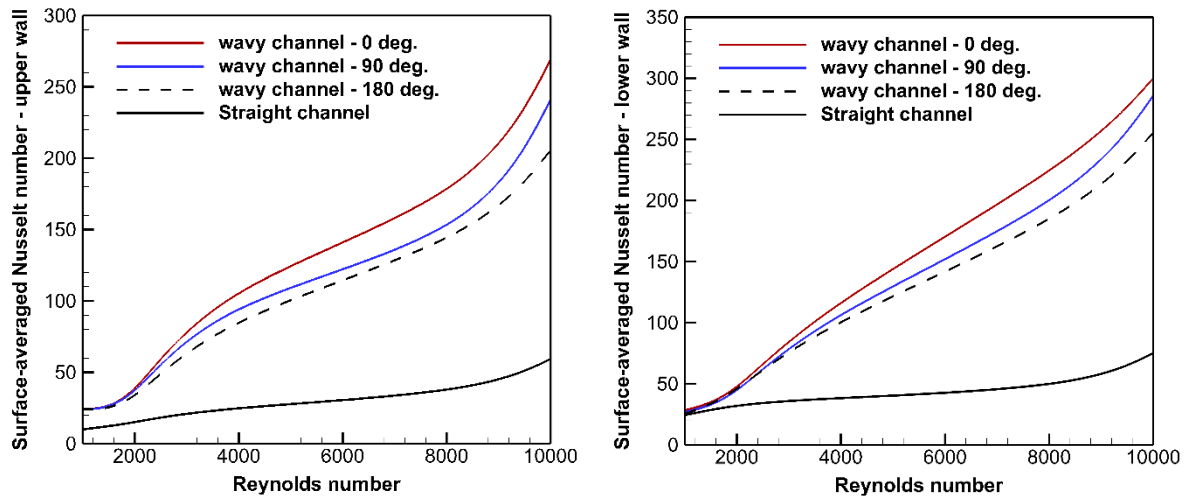 Surface-averaged Nusselt number - upper wall
300
250
200
150
100
50
0
wavy channel - 0 deg.
wavy channel - 90 deg.
wavy channel - 180 deg.
Straight channel
2000 4000 6000 8000 10000
Reynolds number
Surface-averaged Nusselt number - lower wall
350
300
250
200
150
100
50
0
wavy channel - 0 deg.
wavy channel - 90 deg.
wavy channel - 180 deg.
Straight channel
2000 4000 6000 8000 10000
Reynolds number